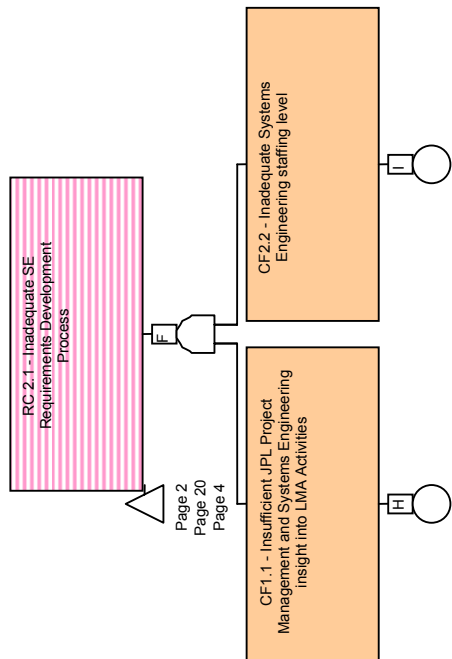 RC 2.1 - Inadequate SE
Requirements Development
Process
F
Page 2
Page 20
Page 4
CF1.1 - Insufficient JPL Project
Management and Systems Engineering
insight into LMA Activities
H
CF2.2 - Inadequate Systems
Engineering staffing level
I